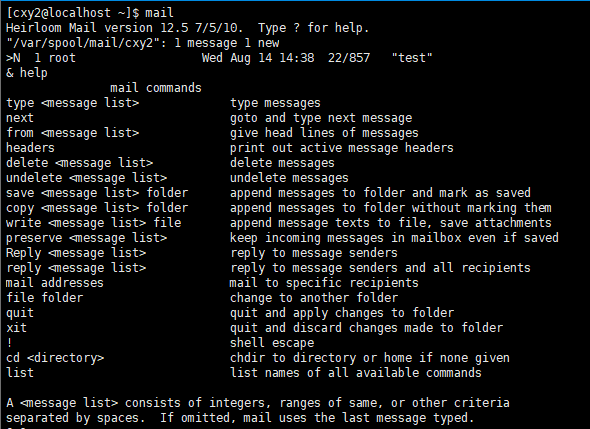 [cxy2@localhost ~]$ mail
Heirloom Mail version 12.5 7/5/10.  Type ? for help.
"/var/spool/mail/cxy2": 1 message 1 new
>N  1 root                  Wed Aug 14 14:38  22/857   "test"
& help
               mail commands
type <message list>             type messages
next                            goto and type next message
from <message list>             give head lines of messages
headers                         print out active message headers
delete <message list>           delete messages
undelete <message list>         undelete messages
save <message list> folder      append messages to folder and mark as saved
copy <message list> folder      append messages to folder without marking them
write <message list> file       append message texts to file, save attachments
preserve <message list>         keep incoming messages in mailbox even if saved
Reply <message list>            reply to message senders
reply <message list>            reply to message senders and all recipients
mail addresses                  mail to specific recipients
file folder                     change to another folder
quit                            quit and apply changes to folder
xit                             quit and discard changes made to folder
!                               shell escape
cd <directory>                  chdir to directory or home if none given
list                            list names of all available commands

A <message list> consists of integers, ranges of same, or other criteria
separated by spaces.  If omitted, mail uses the last message typed.